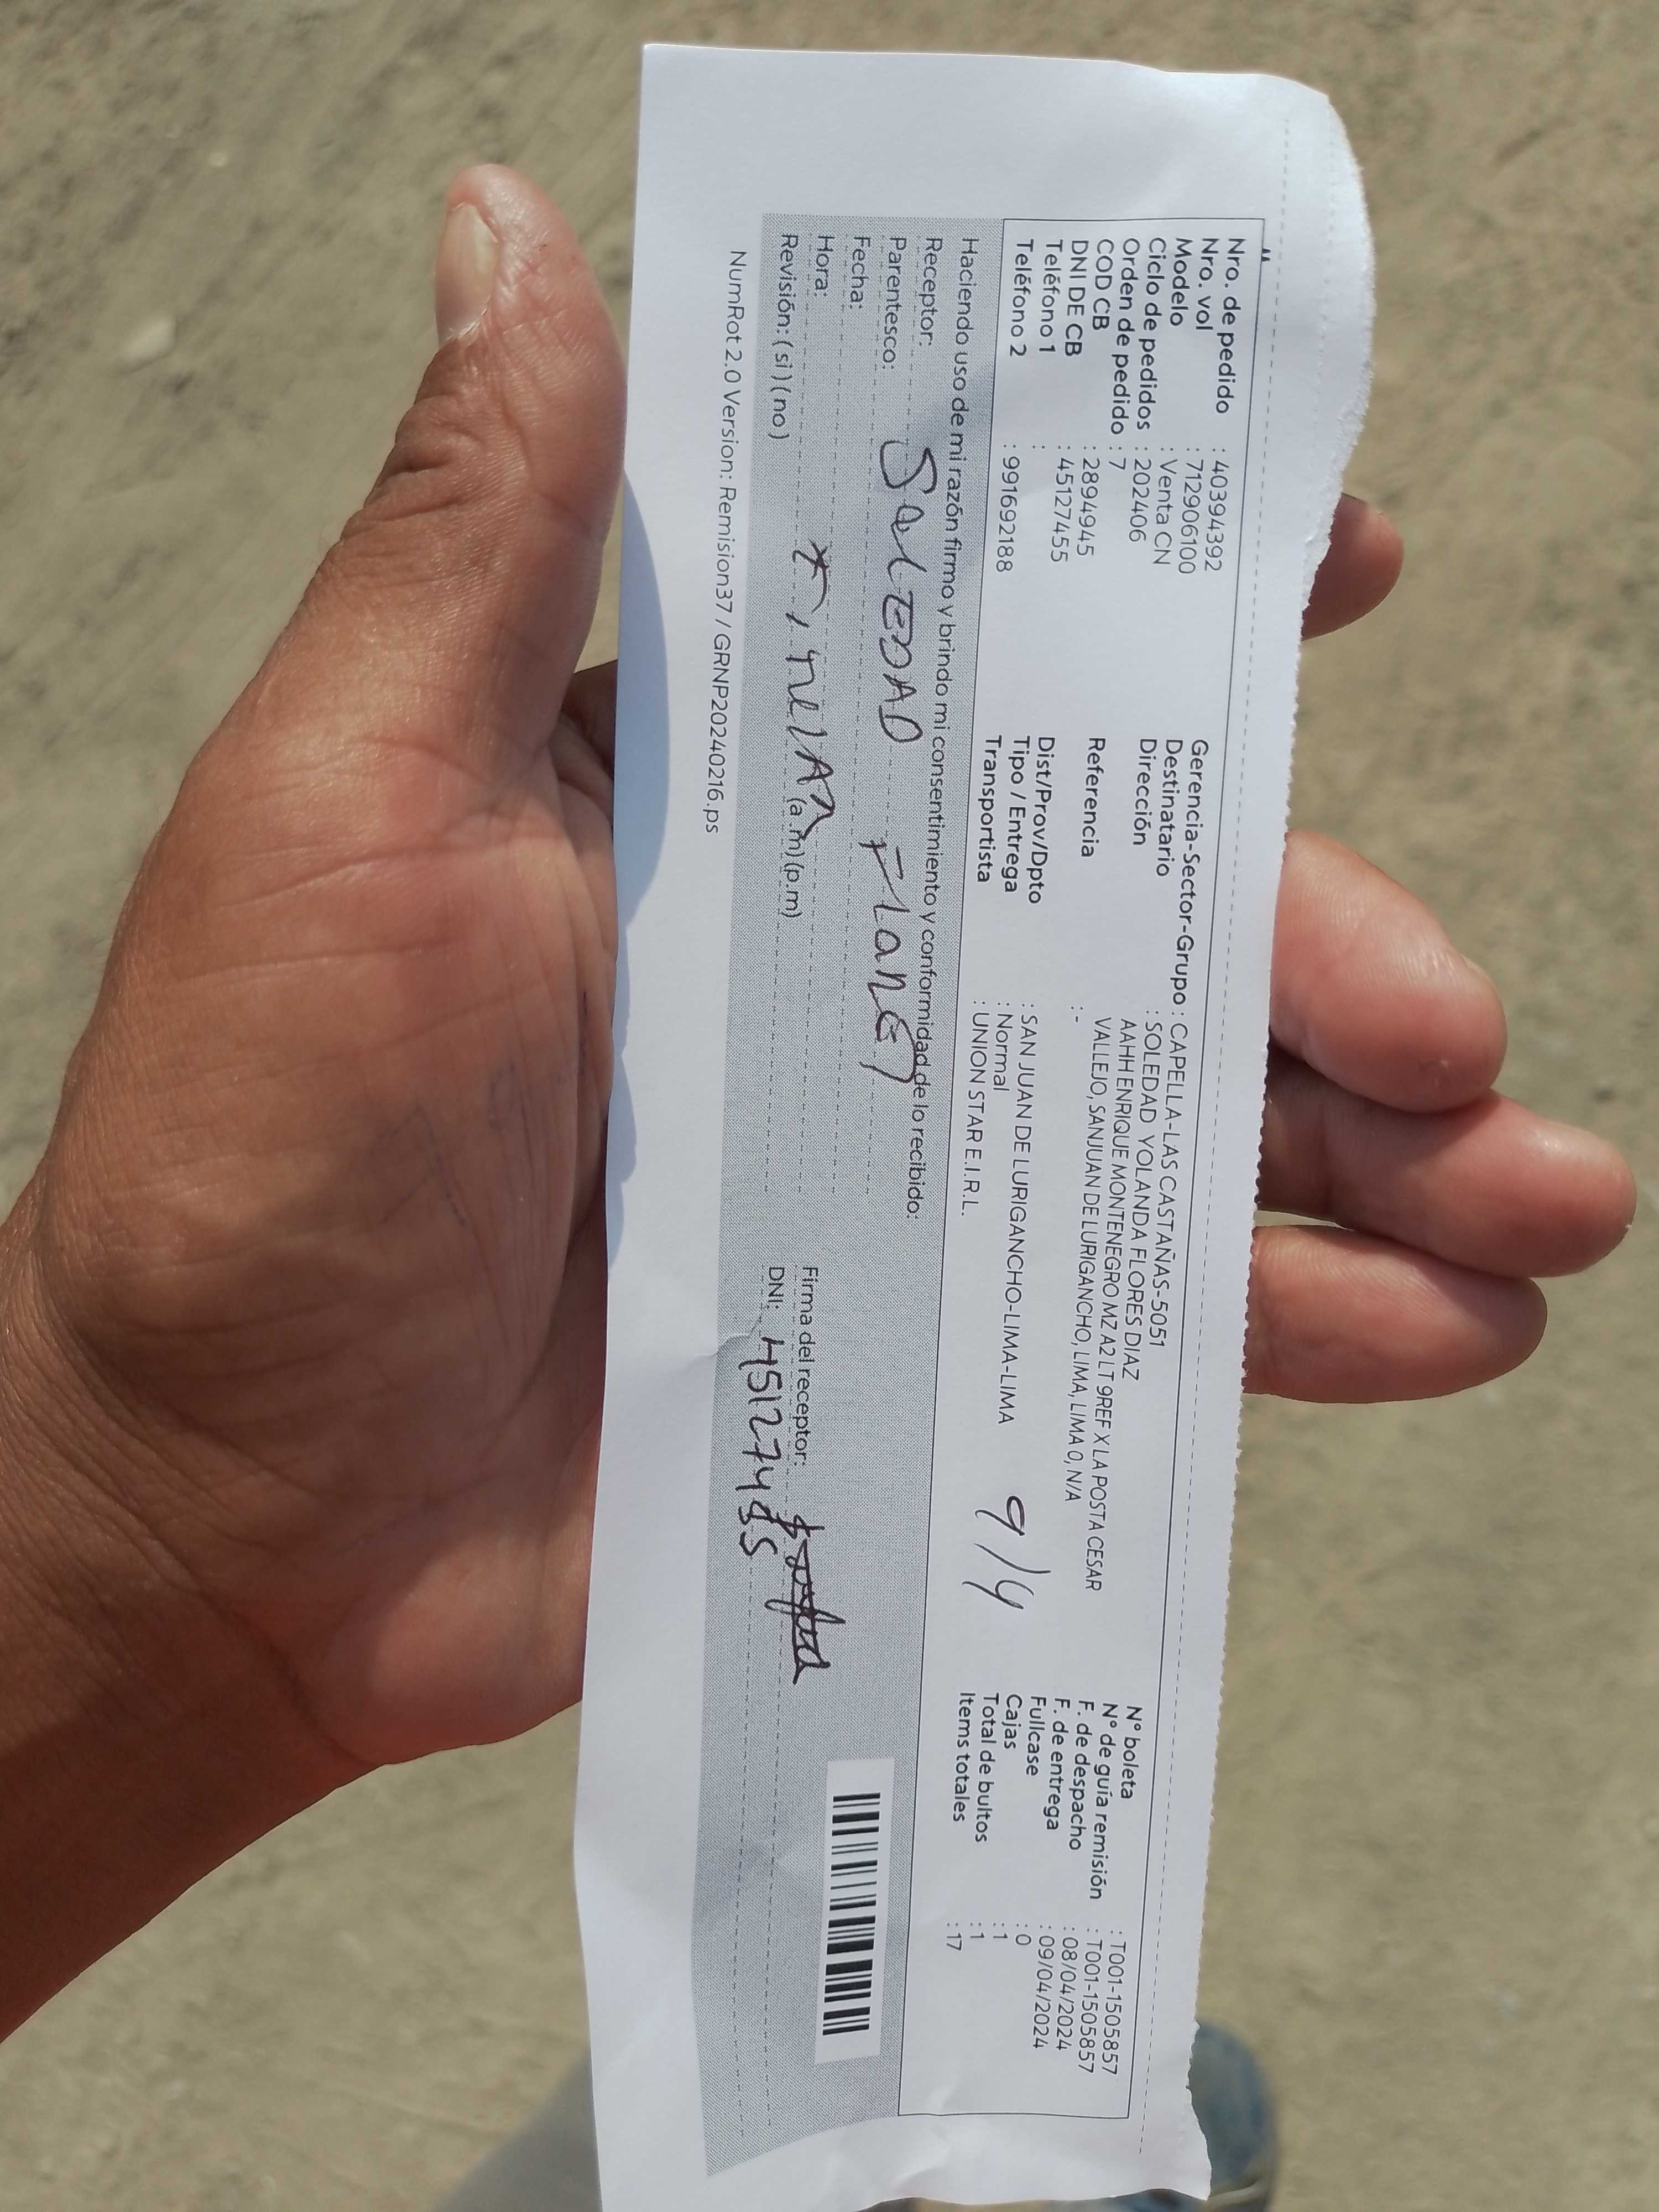 Nro. de pedido : 40394392
Nro. vol : 712906100
Modelo : Venta CN
Ciclo de pedidos : 202406
Orden de pedido : 7
COD CB : 2894945
DNI DE CB : 45127455
Teléfono 1 :
Teléfono 2 : 991692188
Gerencia-Sector-Grupo : CAPELLA-LAS CASTAÑAS-5051
Destinatario : SOLEDAD YOLANDA FLORES DIAZ
Dirección AAHH ENRIQUE MONTENEGRO MZ A2 LT 9REF X LA POSTA CESAR
VALLEJO, SANJUAN DE LURIGANCHO, LIMA, LIMA 0, N/A
Referencia :-
Dist/Prov/Dpto : SAN JUAN DE LURIGANCHO-LIMA-LIMA
Tipo / Entrega : Normal
Transportista : UNION STAR E.I.R.L.
9/4
N° boleta : T001-1505857
N° de guía remisión : T001-1505857
F. de despacho : 08/04/2024
F. de entrega : 09/04/2024
Fullcase : 0
Cajas : 1
Total de bultos : 1
Items totales : 17
Haciendo uso de mi razón firmo y brindo mi consentimiento y conformidad de lo recibido:
Receptor:
Parentesco:
Fecha:
Hora: (a.m)(p.m)
Revisión: ( si ) ( no )
Firma del receptor:
DNI: 45127455
NumRot 2.0 Version: Remision37 / GRNP20240216.ps